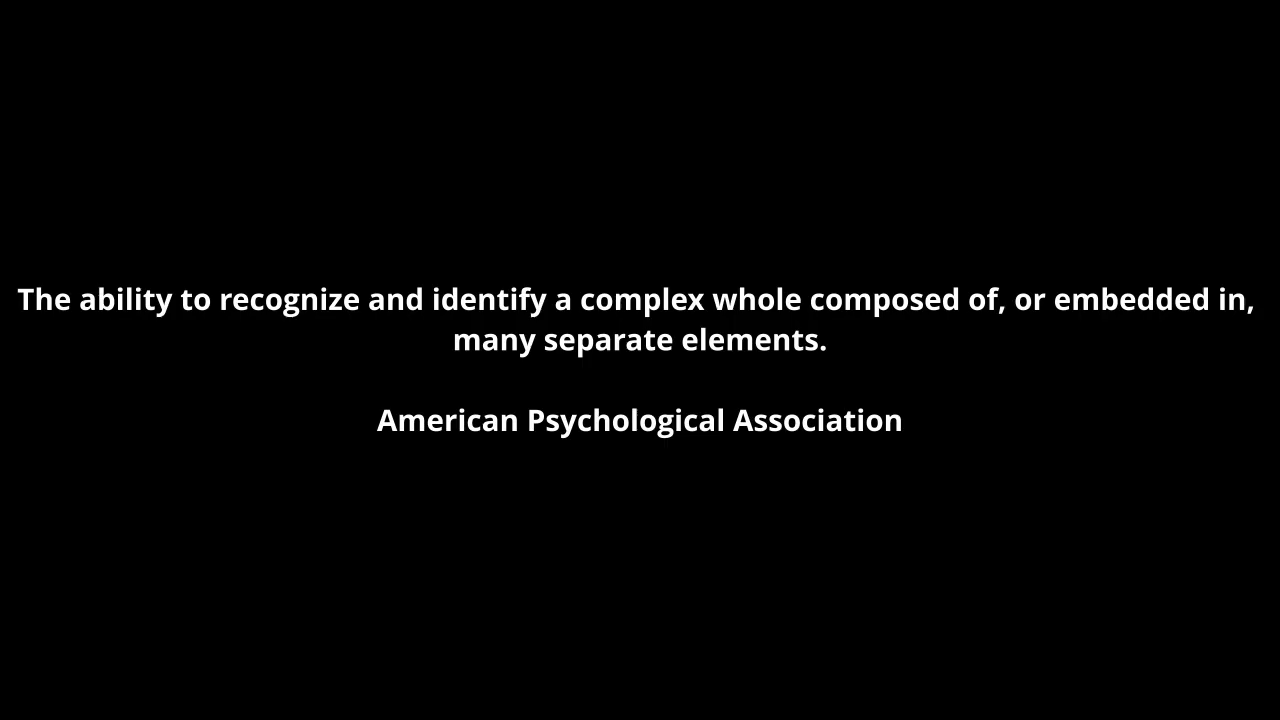 The ability to recognize and identify a complex whole composed of, or embedded in,
many separate elements.
American Psychological Association